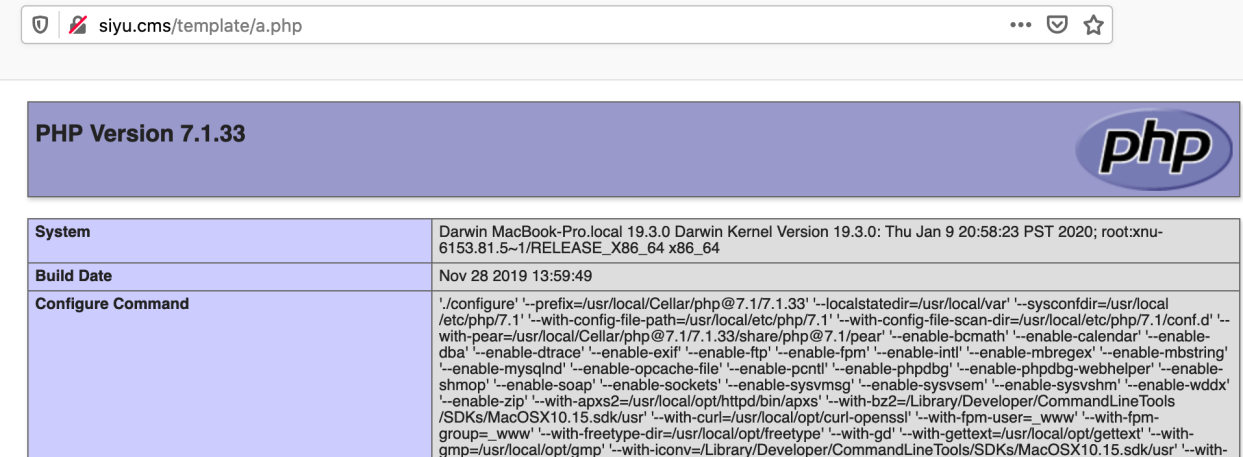 siyu.cms/template/a.php
PHP Version 7.1.33
php
System
Darwin MacBook-Pro.local 19.3.0 Darwin Kernel Version 19.3.0: Thu Jan 9 20:58:23 PST 2020; root:xnu-
6153.81.5~1/RELEASE_X86_64 x86_64
Build Date
Nov 28 2019 13:59:49
Configure Command
'./configure' '--prefix=/usr/local/Cellar/php@7.1/7.1.33' '--localstatedir=/usr/local/var' '--sysconfdir=/usr/local
/etc/php/7.1' '--with-config-file-path=/usr/local/etc/php/7.1' '--with-config-file-scan-dir=/usr/local/etc/php/7.1/conf.d' '--
with-pear=/usr/local/Cellar/php@7.1/7.1.33/share/php@7.1/pear' '--enable-bcmath' '--enable-calendar' '--enable-
dba' '--enable-dtrace' '--enable-exif' '--enable-ftp' '--enable-fpm' '--enable-intl' '--enable-mbregex' '--enable-mbstring'
'--enable-mysqlnd' '--enable-opcache-file' '--enable-pcntl' '--enable-phpdbg' '--enable-phpdbg-webhelper' '--enable-
shmop' '--enable-soap' '--enable-sockets' '--enable-sysvmsg' '--enable-sysvsem' '--enable-sysvshm' '--enable-wddx'
'--enable-zip' '--with-apxs2=/usr/local/opt/httpd/bin/apxs' '--with-bz2=/Library/Developer/CommandLineTools
/SDKs/MacOSX10.15.sdk/usr' '--with-curl=/usr/local/opt/curl-openssl' '--with-fpm-user=_www' '--with-fpm-
group=_www' '--with-freetype-dir=/usr/local/opt/freetype' '--with-gd' '--with-gettext=/usr/local/opt/gettext' '--with-
gmp=/usr/local/opt/gmp' '--with-iconv=/Library/Developer/CommandLineTools/SDKs/MacOSX10.15.sdk/usr' '--with-